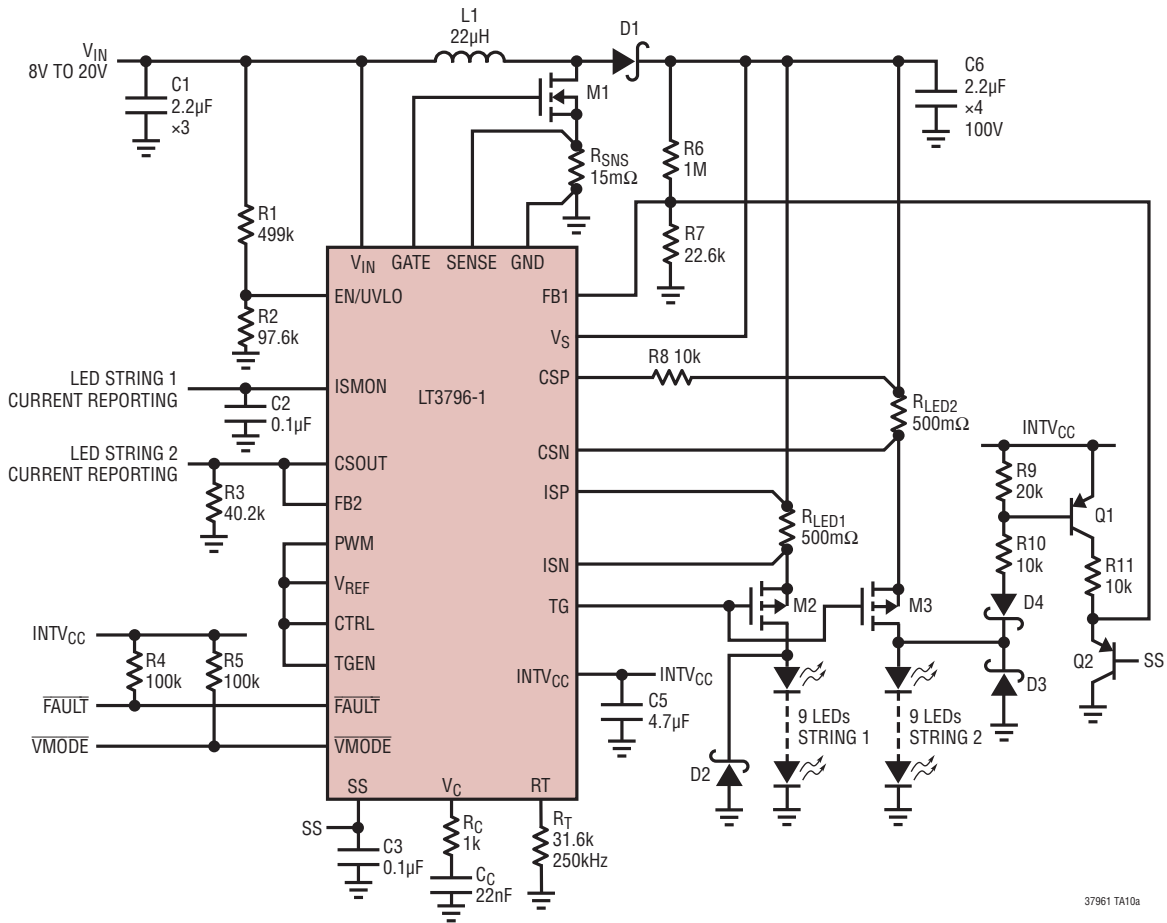 VIN
8V TO 20V
C1
2.2µF
×3
L1
22µH
D1
M1
RSNS
15mΩ
R6
1M
C6
2.2µF
×4
100V
R1
499k
R7
22.6k
VIN
GATE
SENSE
GND
EN/UVLO
FB1
R2
97.6k
VS
R8 10k
LED STRING 1
CURRENT REPORTING
ISMON
LT3796-1
CSP
C2
0.1µF
RLED2
500mΩ
CSN
INTVCC
LED STRING 2
CURRENT REPORTING
CSOUT
R3
40.2k
FB2
ISP
RLED1
500mΩ
R9
20k
Q1
PWM
ISN
R10
10k
R11
10k
VREF
TG
M2
M3
D4
CTRL
INTVCC
R4
100k
R5
100k
TGEN
Q2
SS
INTVCC
INTVCC
C5
4.7µF
D3
FAULT
FAULT
9 LEDs
STRING 1
9 LEDs
STRING 2
VMODE
VMODE
D2
SS
VC
RT
SS
C3
0.1µF
RC
1k
CC
22nF
RT
31.6k
250kHz
37961 TA10a